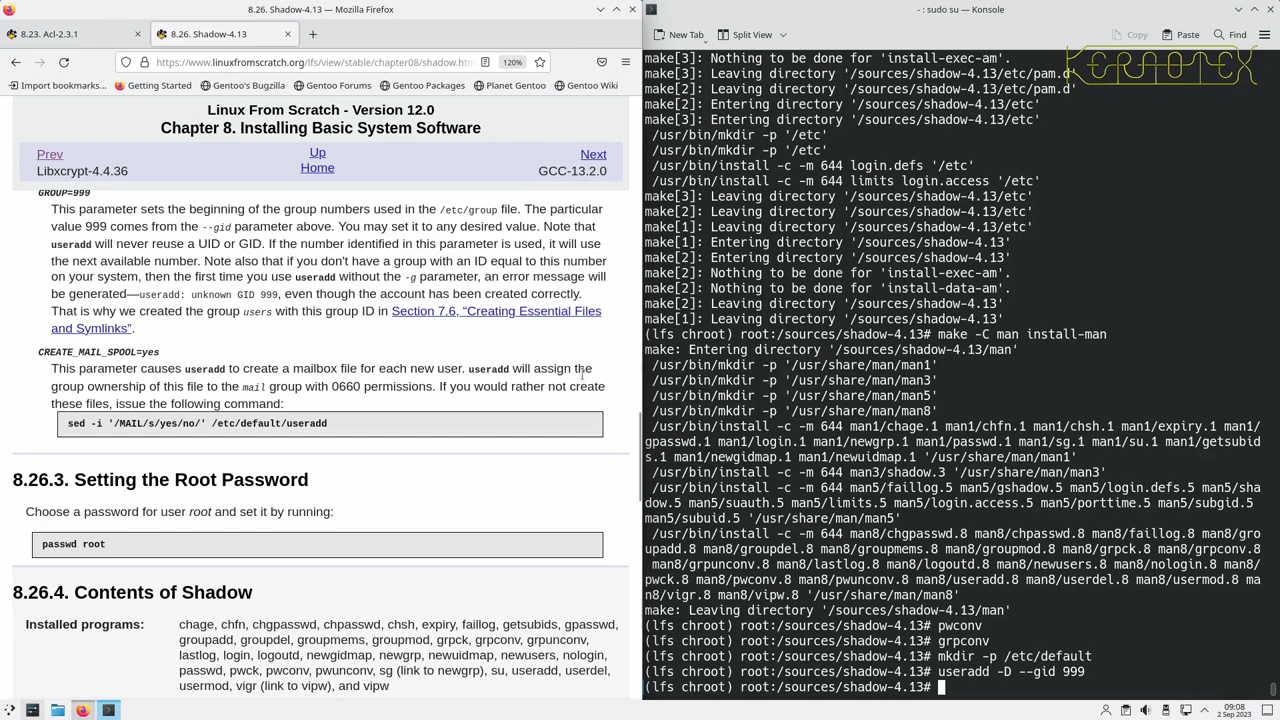 8.26. Shadow-4.13 — Mozilla Firefox
8.23. Acl-2.3.1
8.26. Shadow-4.13
https://www.linuxfromscratch.org/lfs/view/stable/chapter08/shadow.htm
120%
Import bookmarks...
Getting Started
Gentoo's Bugzilla
Gentoo Forums
Gentoo Packages
Planet Gentoo
Gentoo Wiki
Linux From Scratch - Version 12.0
Chapter 8. Installing Basic System Software
Prev
Up
Next
Libxcrypt-4.4.36
Home
GCC-13.2.0
GROUP=999
This parameter sets the beginning of the group numbers used in the /etc/group file. The particular
value 999 comes from the --gid parameter above. You may set it to any desired value. Note that
useradd will never reuse a UID or GID. If the number identified in this parameter is used, it will use
the next available number. Note also that if you don't have a group with an ID equal to this number
on your system, then the first time you use useradd without the -g parameter, an error message will
be generated—useradd: unknown GID 999, even though the account has been created correctly.
That is why we created the group users with this group ID in Section 7.6, “Creating Essential Files
and Symlinks”.
CREATE_MAIL_SPOOL=yes
This parameter causes useradd to create a mailbox file for each new user. useradd will assign the
group ownership of this file to the mail group with 0660 permissions. If you would rather not create
these files, issue the following command:
sed -i '/MAIL/s/yes/no/' /etc/default/useradd
8.26.3. Setting the Root Password
Choose a password for user root and set it by running:
passwd root
8.26.4. Contents of Shadow
Installed programs:
chage, chfn, chgpasswd, chpasswd, chsh, expiry, faillog, getsubids, gpasswd,
groupadd, groupdel, groupmems, groupmod, grpck, grpconv, grpunconv,
lastlog, login, logoutd, newgidmap, newgrp, newuidmap, newusers, nologin,
passwd, pwck, pwconv, pwunconv, sg (link to newgrp), su, useradd, userdel,
usermod, vigr (link to vipw), and vipw
- : sudo su — Konsole
New Tab
Split View
Copy
Paste
Find
KERNOTEX
make[3]: Nothing to be done for 'install-exec-am'.
make[3]: Leaving directory '/sources/shadow-4.13/etc/pam.d'
make[2]: Leaving directory '/sources/shadow-4.13/etc/pam.d'
make[2]: Entering directory '/sources/shadow-4.13/etc'
make[3]: Entering directory '/sources/shadow-4.13/etc'
/usr/bin/mkdir -p '/etc'
/usr/bin/mkdir -p '/etc'
/usr/bin/install -c -m 644 login.defs '/etc'
/usr/bin/install -c -m 644 limits login.access '/etc'
make[3]: Leaving directory '/sources/shadow-4.13/etc'
make[2]: Leaving directory '/sources/shadow-4.13/etc'
make[1]: Leaving directory '/sources/shadow-4.13/etc'
make[1]: Entering directory '/sources/shadow-4.13'
make[2]: Entering directory '/sources/shadow-4.13'
make[2]: Nothing to be done for 'install-exec-am'.
make[2]: Nothing to be done for 'install-data-am'.
make[2]: Leaving directory '/sources/shadow-4.13'
make[1]: Leaving directory '/sources/shadow-4.13'
(lfs chroot) root:/sources/shadow-4.13# make -C man install-man
make: Entering directory '/sources/shadow-4.13/man'
/usr/bin/mkdir -p '/usr/share/man/man1'
/usr/bin/mkdir -p '/usr/share/man/man3'
/usr/bin/mkdir -p '/usr/share/man/man5'
/usr/bin/mkdir -p '/usr/share/man/man8'
/usr/bin/install -c -m 644 man1/chage.1 man1/chfn.1 man1/chsh.1 man1/expiry.1 man1/
gpasswd.1 man1/login.1 man1/newgrp.1 man1/passwd.1 man1/sg.1 man1/su.1 man1/getsubid
s.1 man1/newgidmap.1 man1/newuidmap.1 '/usr/share/man/man1'
/usr/bin/install -c -m 644 man3/shadow.3 '/usr/share/man/man3'
/usr/bin/install -c -m 644 man5/faillog.5 man5/gshadow.5 man5/login.defs.5 man5/sha
dow.5 man5/suauth.5 man5/limits.5 man5/login.access.5 man5/porttime.5 man5/subgid.5
man5/subuid.5 '/usr/share/man/man5'
/usr/bin/install -c -m 644 man8/chgpasswd.8 man8/chpasswd.8 man8/faillog.8 man8/gro
upadd.8 man8/groupdel.8 man8/groupmems.8 man8/groupmod.8 man8/grpck.8 man8/grpconv.8
man8/grpunconv.8 man8/lastlog.8 man8/logoutd.8 man8/newusers.8 man8/nologin.8 man8/
pwck.8 man8/pwconv.8 man8/pwunconv.8 man8/useradd.8 man8/userdel.8 man8/usermod.8 ma
n8/vigr.8 man8/vipw.8 '/usr/share/man/man8'
make: Leaving directory '/sources/shadow-4.13/man'
(lfs chroot) root:/sources/shadow-4.13# pwconv
(lfs chroot) root:/sources/shadow-4.13# grpconv
(lfs chroot) root:/sources/shadow-4.13# mkdir -p /etc/default
(lfs chroot) root:/sources/shadow-4.13# useradd -D --gid 999
(lfs chroot) root:/sources/shadow-4.13#
09:08
2 Sep 2023